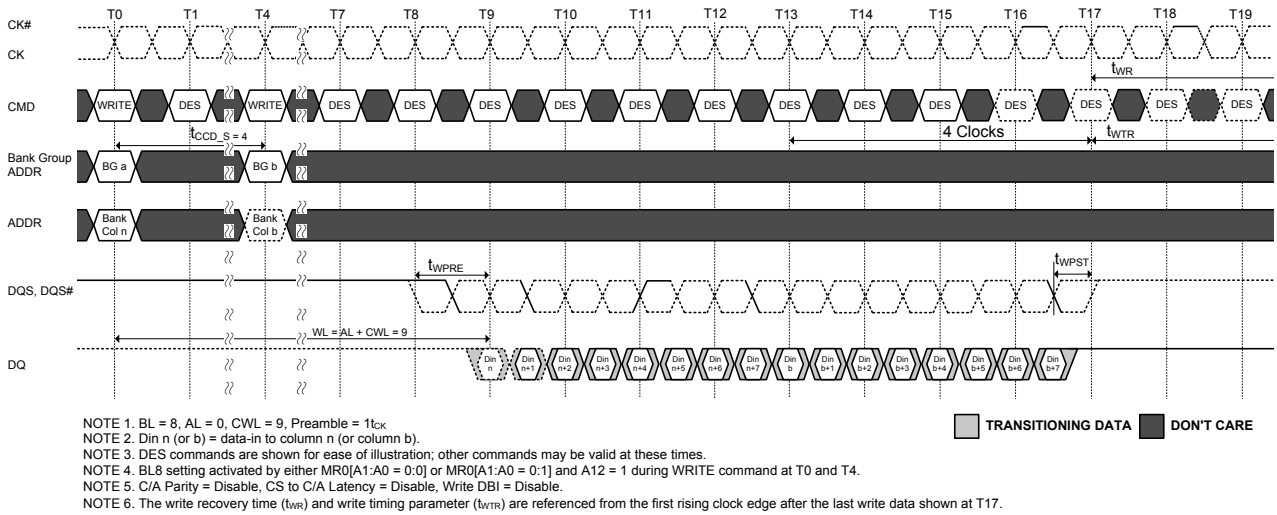 T0 T1 T4 T7 T8 T9 T10 T11 T12 T13 T14 T15 T16 T17 T18 T19
CK#
CK
tWR
CMD WRITE DES WRITE DES DES DES DES DES DES DES DES DES DES DES DES DES
tCCD_S = 4
4 Clocks
tWTR
Bank Group
ADDR
BG a
BG b
ADDR
Bank
Col n
Bank
Col b
tWPRE
tWPST
DQS, DQS#
WL = AL + CWL = 9
DQ
Din
n
Din
n+1
Din
n+2
Din
n+3
Din
n+4
Din
n+5
Din
n+6
Din
n+7
Din
b
Din
b+1
Din
b+2
Din
b+3
Din
b+4
Din
b+5
Din
b+6
Din
b+7
NOTE 1. BL = 8, AL = 0, CWL = 9, Preamble = 1tCK
NOTE 2. Din n (or b) = data-in to column n (or column b).
NOTE 3. DES commands are shown for ease of illustration; other commands may be valid at these times.
NOTE 4. BL8 setting activated by either MR0[A1:A0 = 0:0] or MR0[A1:A0 = 0:1] and A12 = 1 during WRITE command at T0 and T4.
NOTE 5. C/A Parity = Disable, CS to C/A Latency = Disable, Write DBI = Disable.
NOTE 6. The write recovery time (tWR) and write timing parameter (tWTR) are referenced from the first rising clock edge after the last write data shown at T17.
TRANSITIONING DATA
DON'T CARE